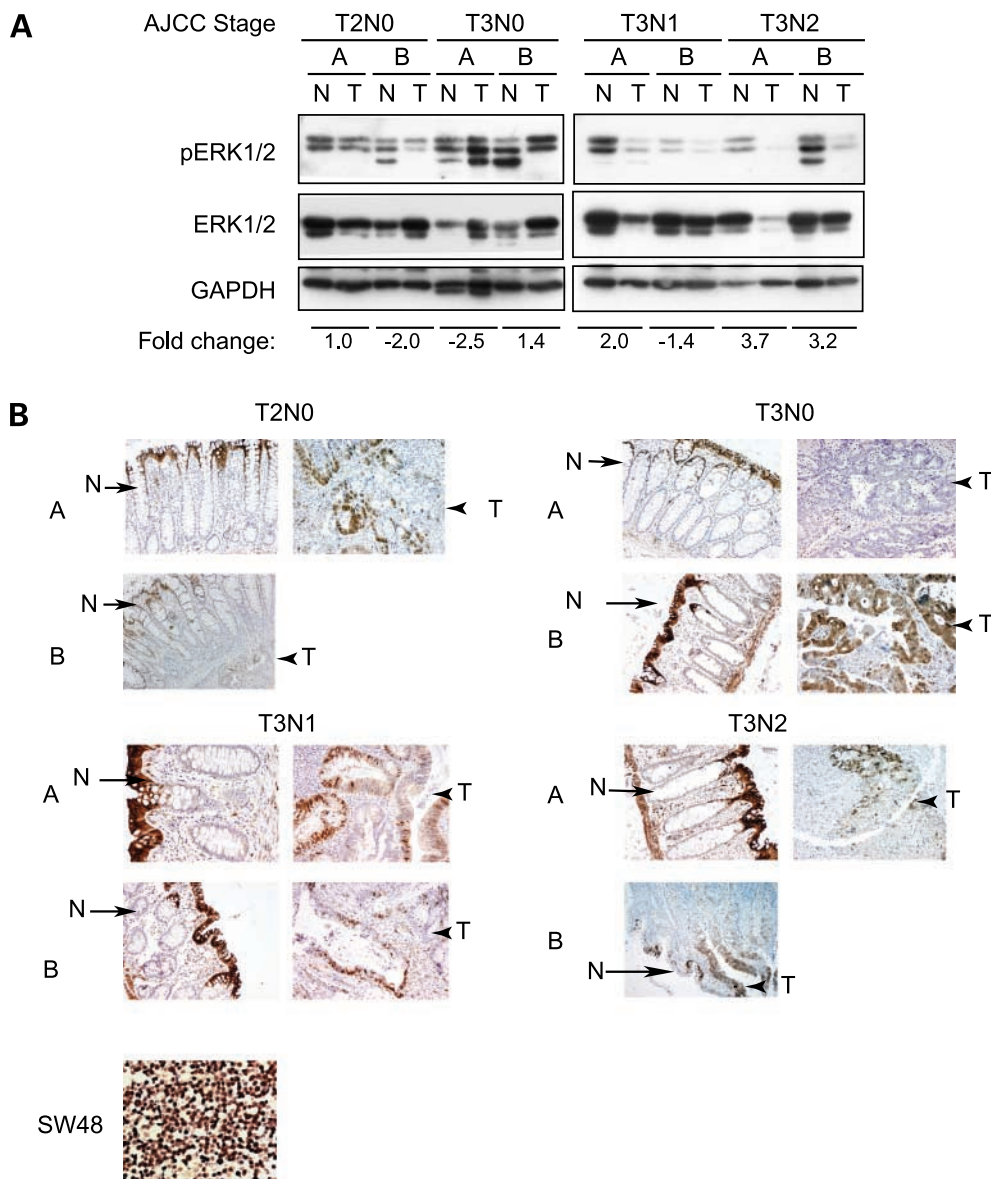 A
AJCC Stage T2N0 T3N0 T3N1 T3N2
A B A B A B A B
N T N T N T N T N T N T N T N T
pERK1/2
ERK1/2
GAPDH
Fold change: 1.0 -2.0 -2.5 1.4 2.0 -1.4 3.7 3.2
B
T2N0 T3N0
N T N T
A A
N T N T
B B
T3N1 T3N2
N T N T
A A
N T
B B
N T
SW48